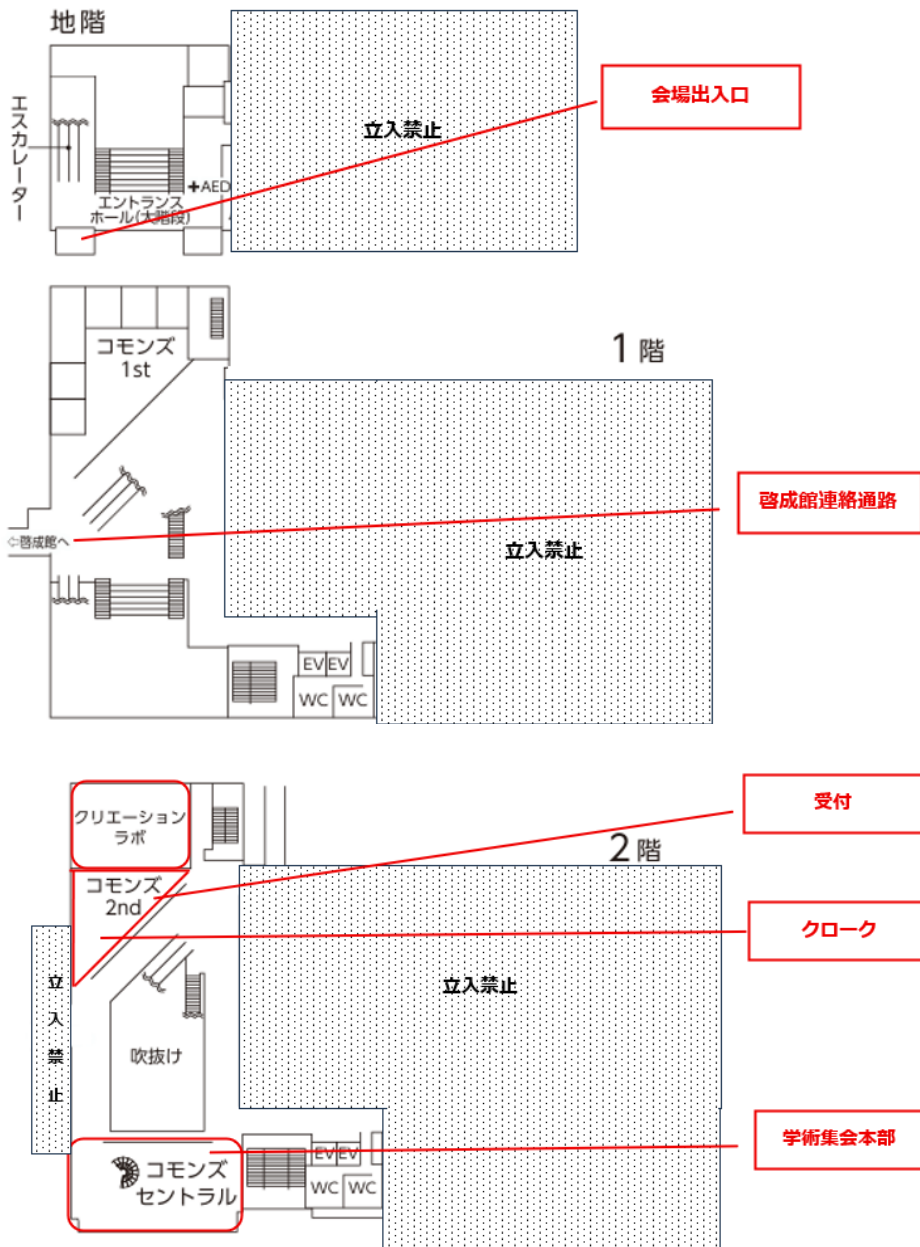 地階
会場出入口
エスカレーター
立入禁止
✚AED
エントランス
ホール(大階段)
コモンズ
1st
1階
啓成館連絡通路
⇦啓成館へ
立入禁止
EV EV
WC WC
受付
クリエーション
ラボ
2階
コモンズ
2nd
クローク
立入禁止
立入禁止
吹抜け
学術集会本部
コモンズ
セントラル
EV EV
WC WC